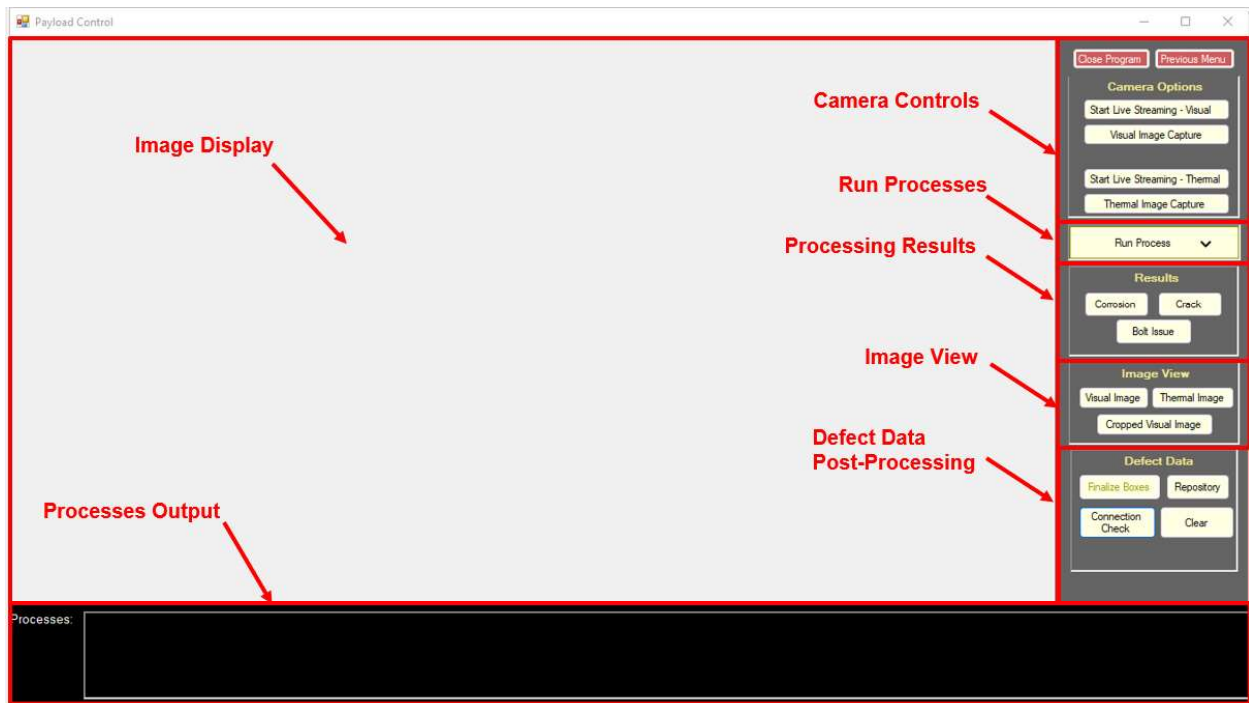 Payload Control
Close Program
Previous Menu
Camera Options
Camera Controls
Start Live Streaming - Visual
Visual Image Capture
Image Display
Start Live Streaming - Thermal
Run Processes
Thermal Image Capture
Run Process
Processing Results
Results
Corrosion
Crack
Bolt Issue
Image View
Image View
Visual Image
Thermal Image
Cropped Visual Image
Defect Data
Post-Processing
Defect Data
Finalize Boxes
Repository
Connection
Check
Clear
Processes Output
Processes: